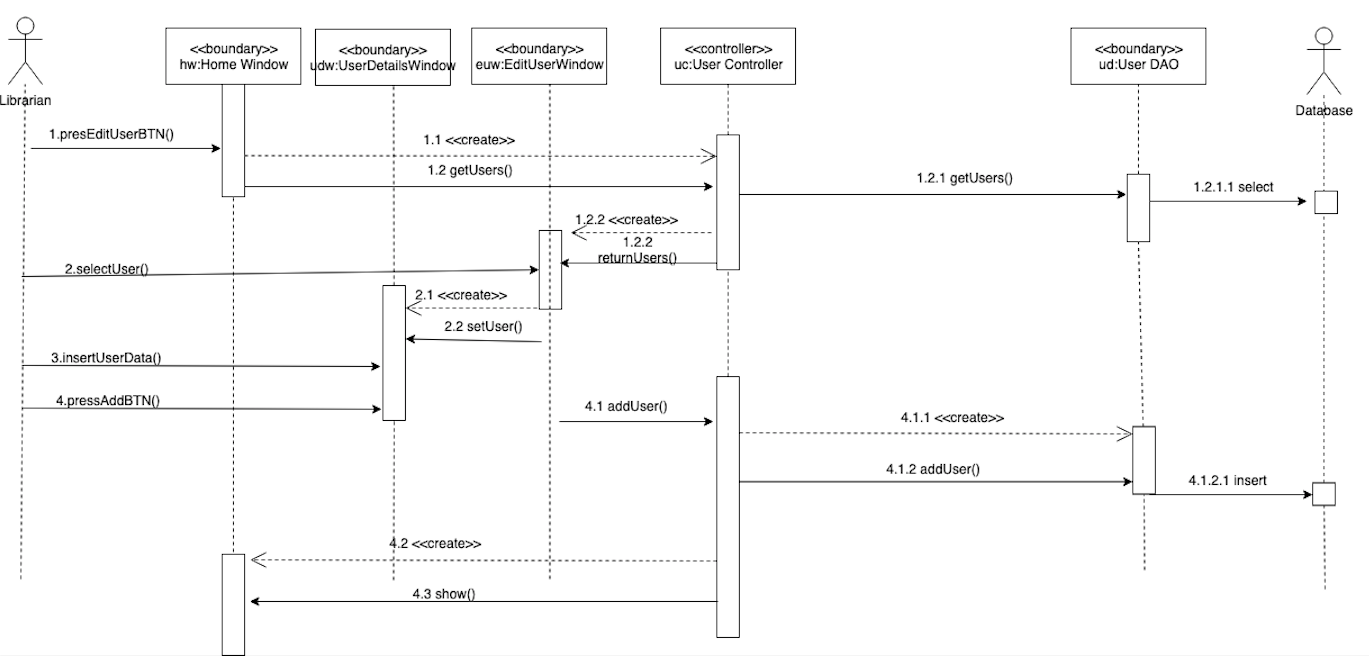 <<boundary>>
hw:Home Window
<<boundary>>
udw:UserDetailsWindow
<<boundary>>
euw:EditUserWindow
<<controller>>
uc:User Controller
<<boundary>>
ud:User DAO
Librarian
Database
1.presEditUserBTN()
1.1 <<create>>
1.2 getUsers()
1.2.1 getUsers()
1.2.1.1 select
1.2.2 <<create>>
1.2.2
returnUsers()
2.selectUser()
2.1 <<create>>
2.2 setUser()
3.insertUserData()
4.pressAddBTN()
4.1 addUser()
4.1.1 <<create>>
4.1.2 addUser()
4.1.2.1 insert
4.2 <<create>>
4.3 show()